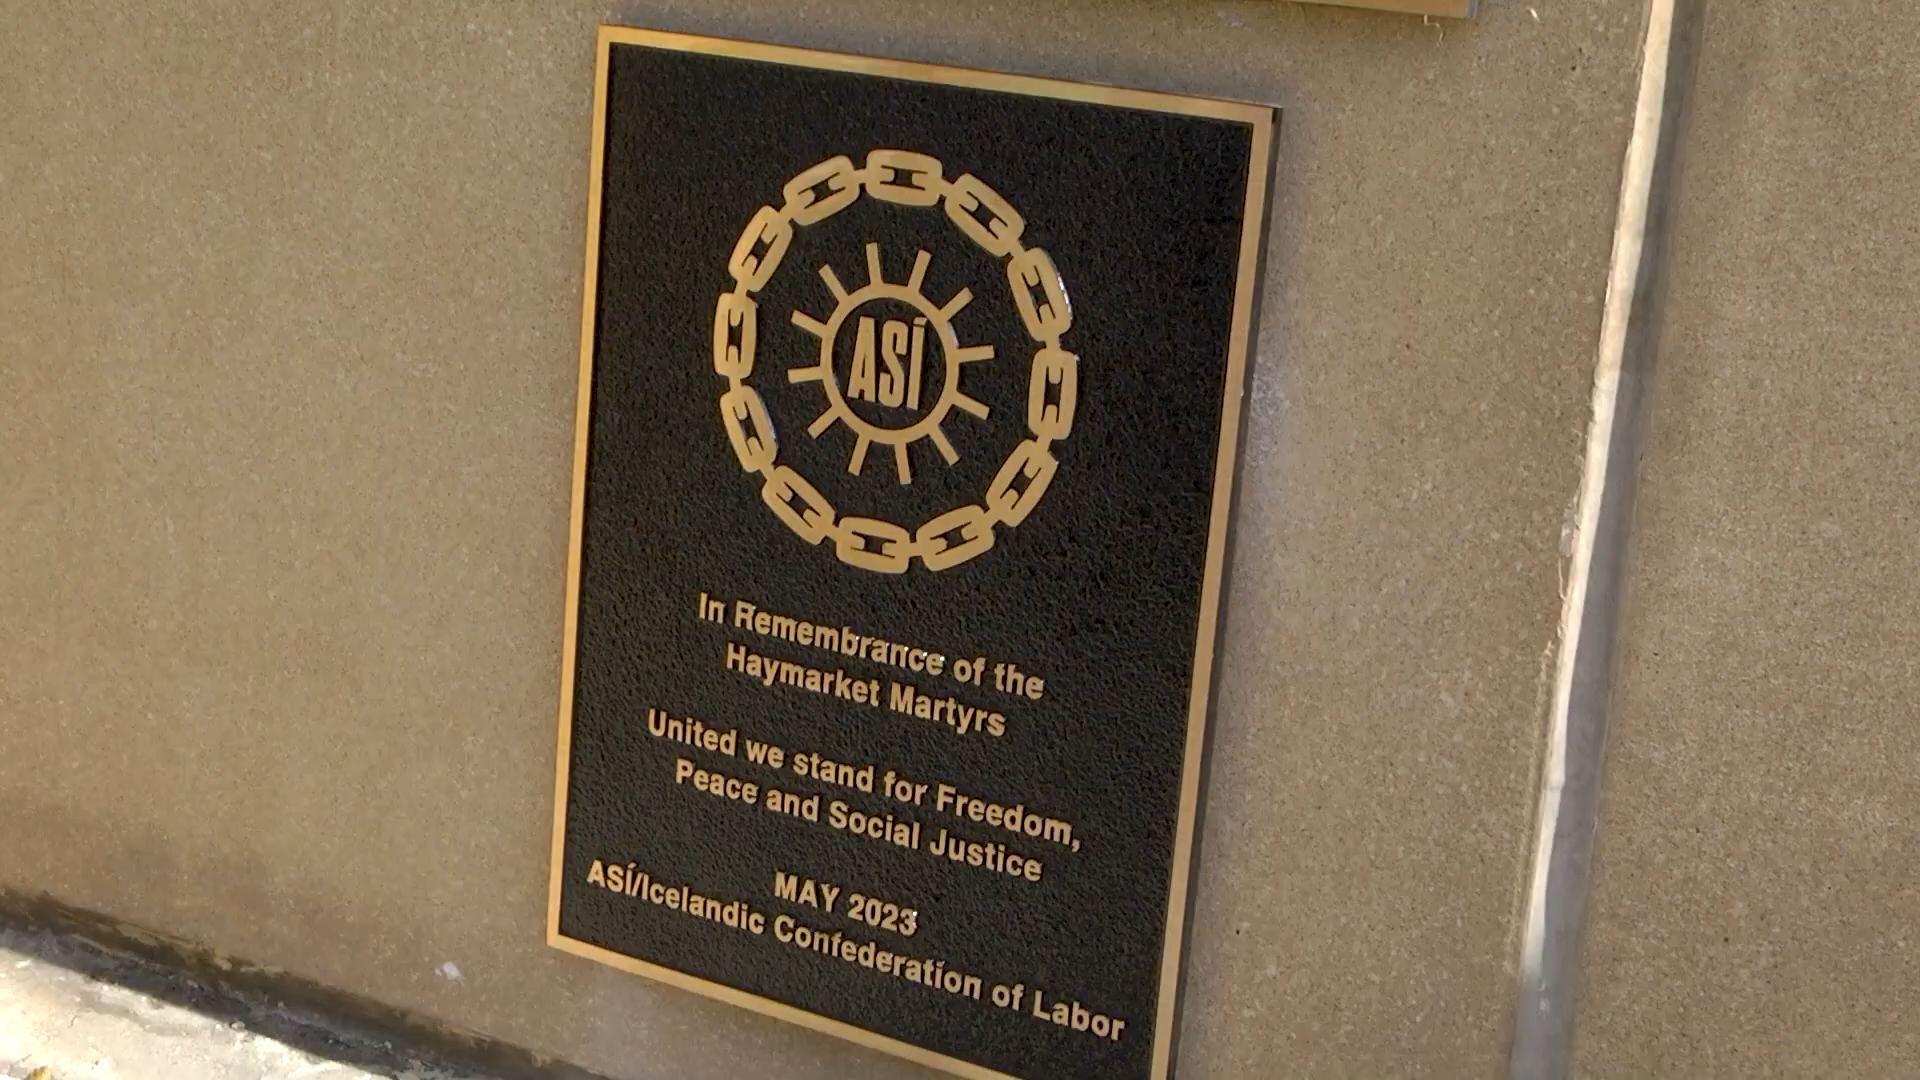 ASÍ
In Remembrance of the
Haymarket Martyrs
United we stand for Freedom,
Peace and Social Justice
MAY 2023
ASÍ/Icelandic Confederation of Labor